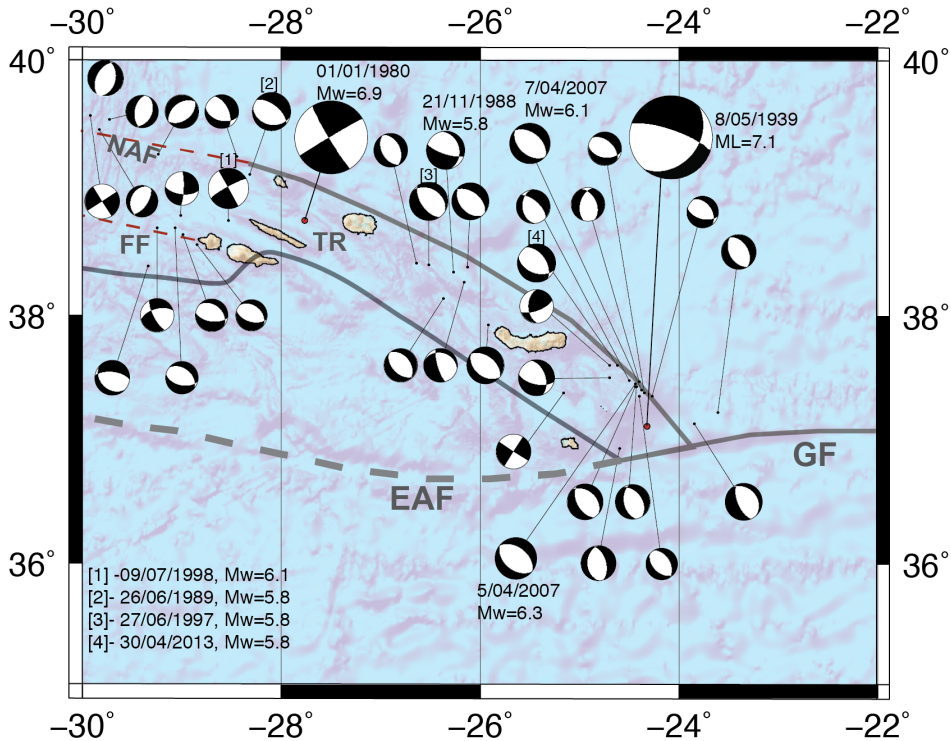 −30° −28° −26° −24° −22°
40° 40°
[2]
01/01/1980
Mw=6.9
21/11/1988
Mw=5.8
7/04/2007
Mw=6.1
8/05/1939
ML=7.1
NAF
[1]
[3]
FF
TR
[4]
38° 38°
GF
EAF
36° 36°
[1] -09/07/1998, Mw=6.1
[2]- 26/06/1989, Mw=5.8
[3]- 27/06/1997, Mw=5.8
[4]- 30/04/2013, Mw=5.8
5/04/2007
Mw=6.3
−30° −28° −26° −24° −22°